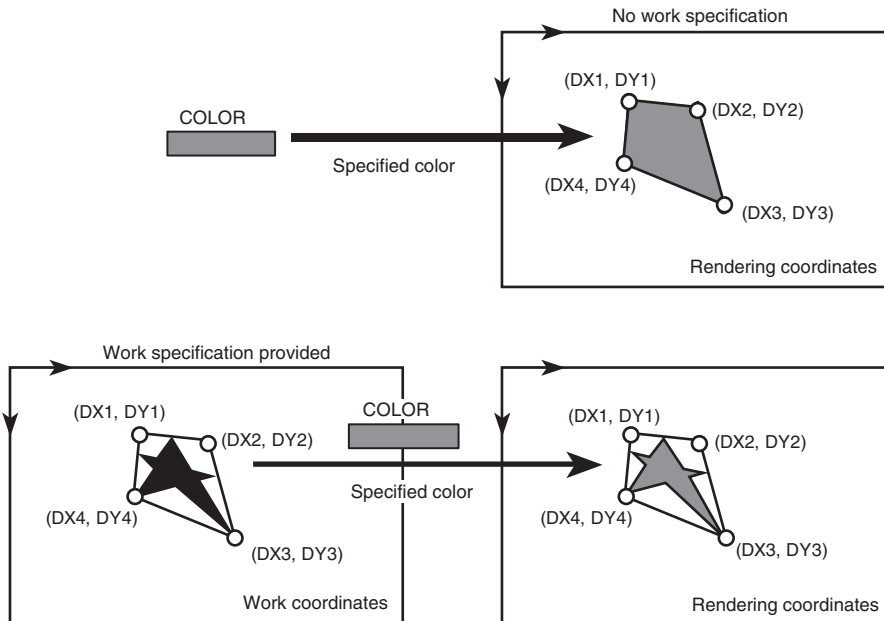 No work specification
(DX1, DY1)
(DX2, DY2)
COLOR
Specified color
(DX4, DY4)
(DX3, DY3)
Rendering coordinates
Work specification provided
(DX1, DY1)
(DX2, DY2)
(DX4, DY4)
(DX3, DY3)
Work coordinates
COLOR
Specified color
(DX1, DY1)
(DX2, DY2)
(DX4, DY4)
(DX3, DY3)
Rendering coordinates